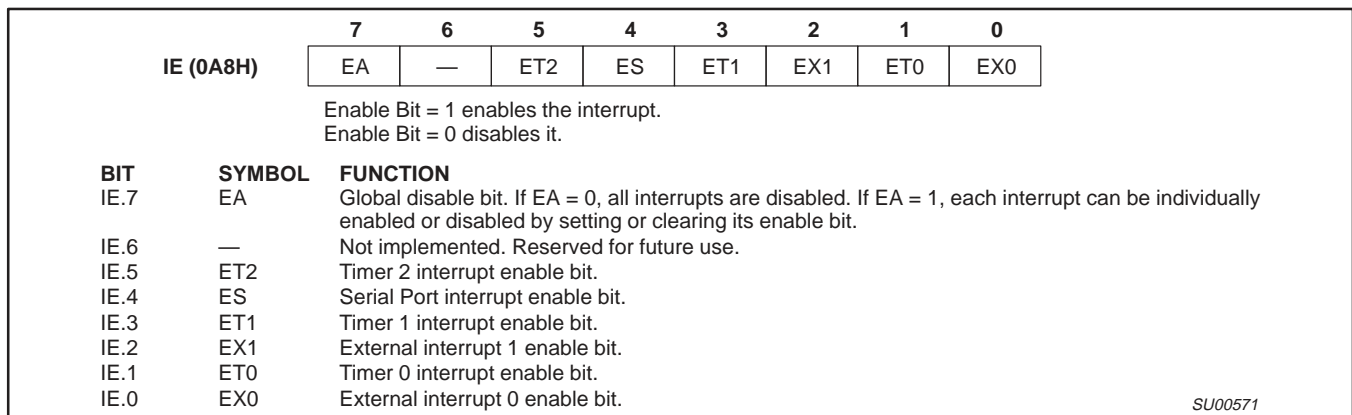 7 6 5 4 3 2 1 0
IE (0A8H) EA — ET2 ES ET1 EX1 ET0 EX0
Enable Bit = 1 enables the interrupt.
Enable Bit = 0 disables it.
BIT SYMBOL FUNCTION
IE.7 EA Global disable bit. If EA = 0, all interrupts are disabled. If EA = 1, each interrupt can be individually
enabled or disabled by setting or clearing its enable bit.
IE.6 — Not implemented. Reserved for future use.
IE.5 ET2 Timer 2 interrupt enable bit.
IE.4 ES Serial Port interrupt enable bit.
IE.3 ET1 Timer 1 interrupt enable bit.
IE.2 EX1 External interrupt 1 enable bit.
IE.1 ET0 Timer 0 interrupt enable bit.
IE.0 EX0 External interrupt 0 enable bit.
SU00571